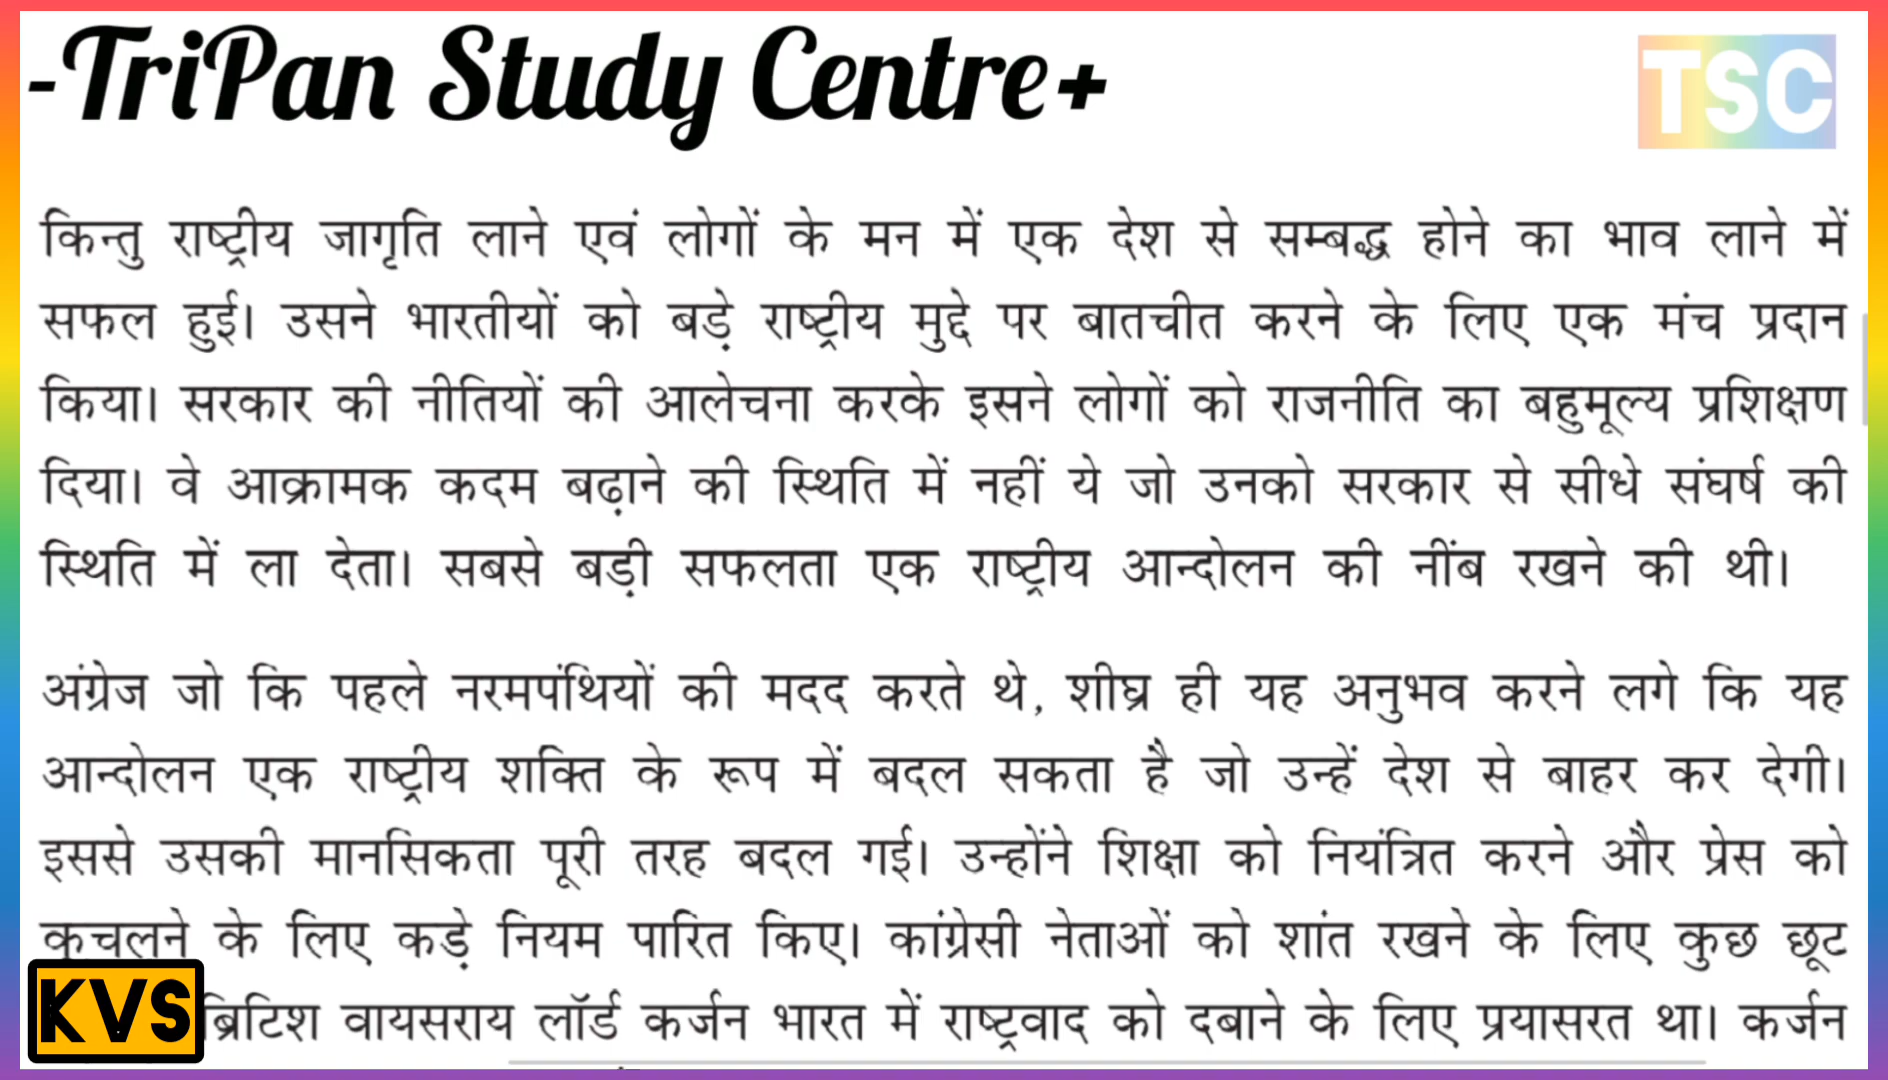 -TriPan Study Centre+
TSC
किन्तु राष्ट्रीय जागृति लाने एवं लोगों के मन में एक देश से सम्बद्ध होने का भाव लाने में
सफल हुई। उसने भारतीयों को बड़े राष्ट्रीय मुद्दे पर बातचीत करने के लिए एक मंच प्रदान
किया। सरकार की नीतियों की आलेचना करके इसने लोगों को राजनीति का बहुमूल्य प्रशिक्षण
दिया। वे आक्रामक कदम बढ़ाने की स्थिति में नहीं ये जो उनको सरकार से सीधे संघर्ष की
स्थिति में ला देता। सबसे बड़ी सफलता एक राष्ट्रीय आन्दोलन की नींब रखने की थी।
अंग्रेज जो कि पहले नरमपंथियों की मदद करते थे, शीघ्र ही यह अनुभव करने लगे कि यह
आन्दोलन एक राष्ट्रीय शक्ति के रूप में बदल सकता है जो उन्हें देश से बाहर कर देगी।
इससे उसकी मानसिकता पूरी तरह बदल गई। उन्होंने शिक्षा को नियंत्रित करने और प्रेस को
कुचलने के लिए कड़े नियम पारित किए। कांग्रेसी नेताओं को शांत रखने के लिए कुछ छूट
KVS ब्रिटिश वायसराय लॉर्ड कर्जन भारत में राष्ट्रवाद को दबाने के लिए प्रयासरत था। कर्जन